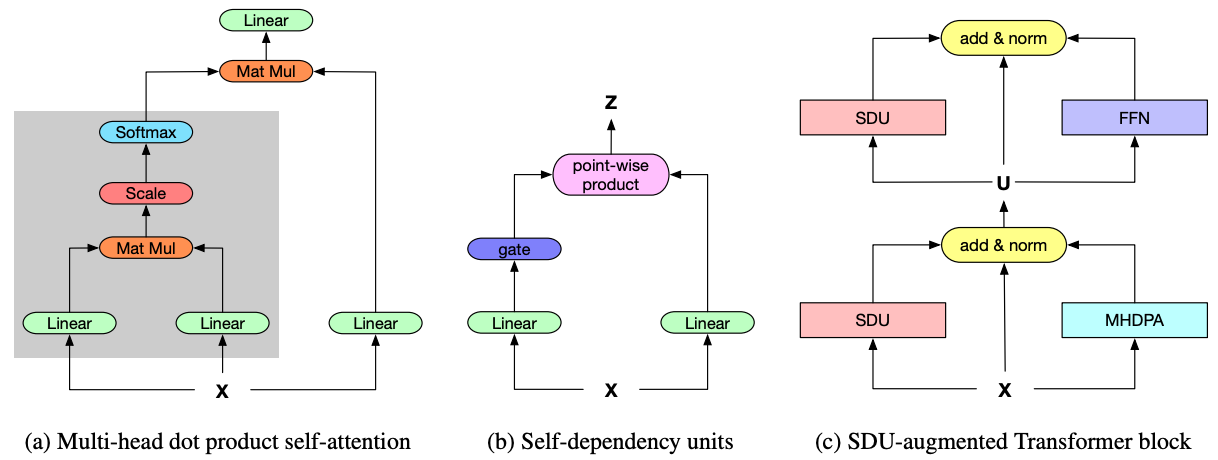 Linear
Mat Mul
Softmax
Scale
Mat Mul
Linear
Linear
Linear
X
(a) Multi-head dot product self-attention
Z
point-wise
product
gate
Linear
Linear
X
(b) Self-dependency units
add & norm
SDU
FFN
U
add & norm
SDU
MHDPA
X
(c) SDU-augmented Transformer block